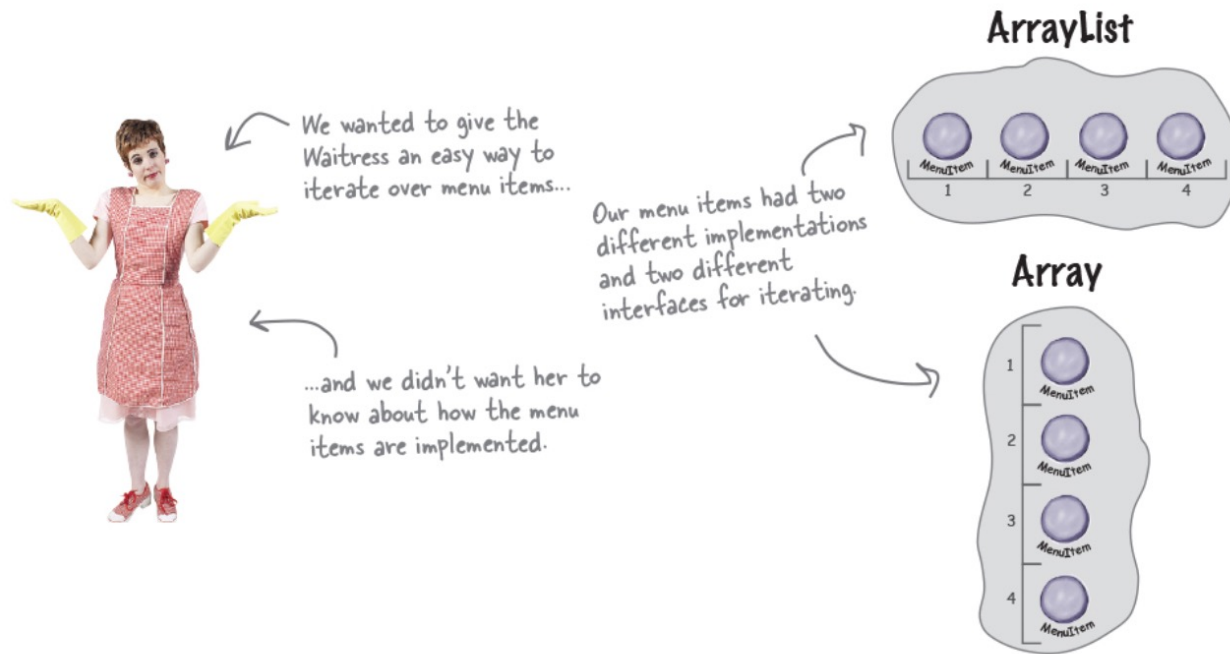 We wanted to give the
Waitress an easy way to
iterate over menu items...
...and we didn't want her to
know about how the menu
items are implemented.
Our menu items had two
different implementations
and two different
interfaces for iterating.
ArrayList
MenuItem MenuItem MenuItem MenuItem
1 2 3 4
Array
1
MenuItem
2
MenuItem
3
MenuItem
4
MenuItem